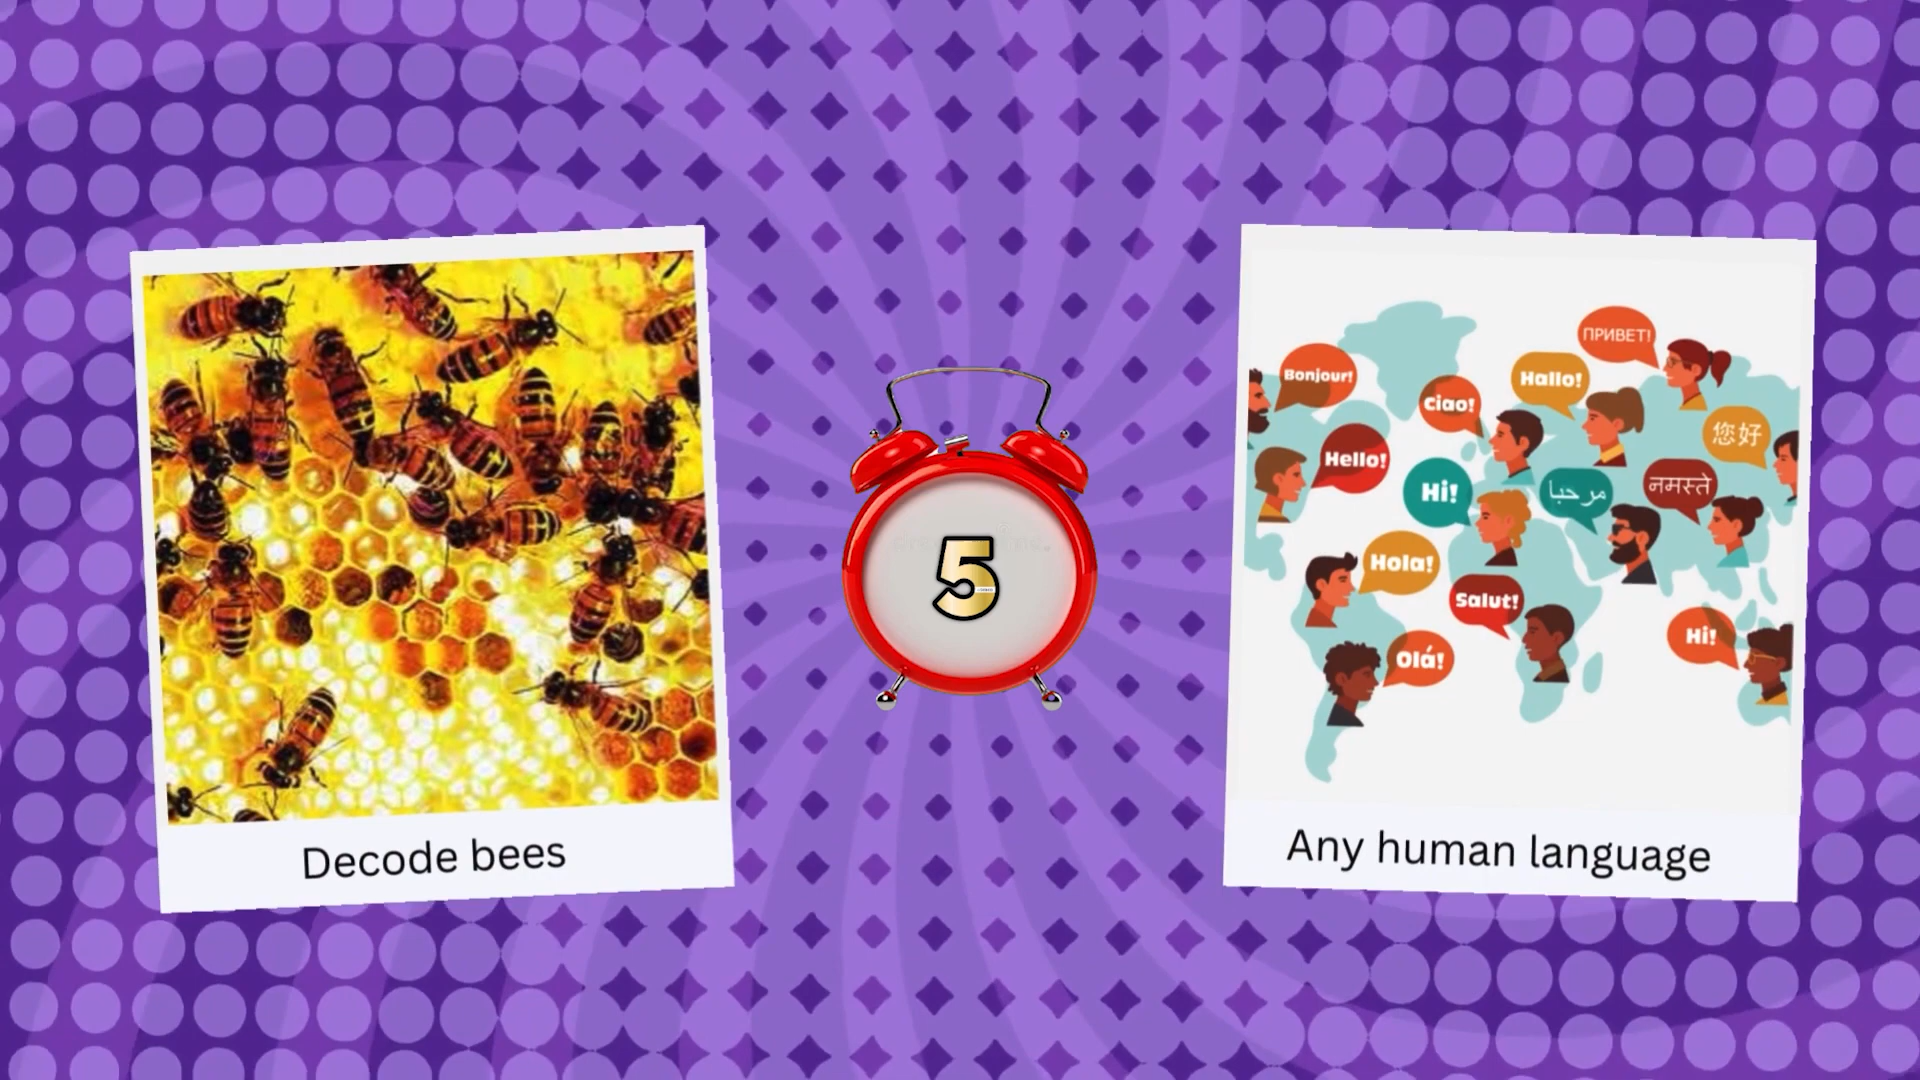 Decode bees
5
Bonjour!
Ciao!
Hallo!
ПРИВЕТ!
您好
Hello!
Hi!
مرحبا
नमस्ते
Hola!
Salut!
Hi!
Olá!
Any human language